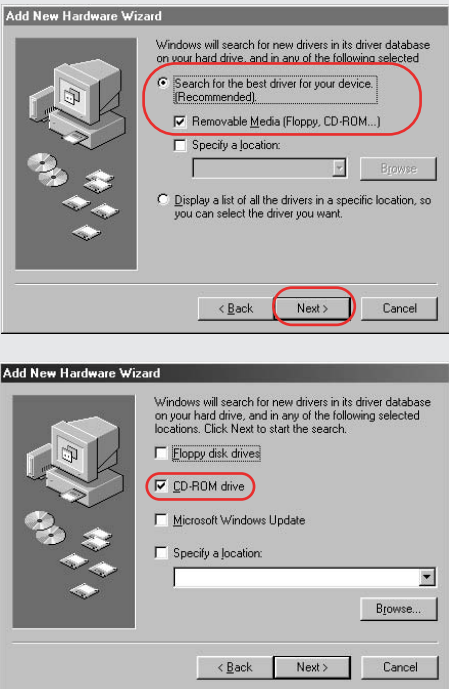 Add New Hardware Wizard
Windows will search for new drivers in its driver database
on your hard drive, and in any of the following selected
Search for the best driver for your device.
(Recommended).
Removable Media (Floppy, CD-ROM...)
Specify a location:
Browse
Display a list of all the drivers in a specific location, so
you can select the driver you want.
< Back
Next >
Cancel
Add New Hardware Wizard
Windows will search for new drivers in its driver database
on your hard drive, and in any of the following selected
locations. Click Next to start the search.
Floppy disk drives
CD-ROM drive
Microsoft Windows Update
Specify a location:
Browse...
< Back
Next >
Cancel